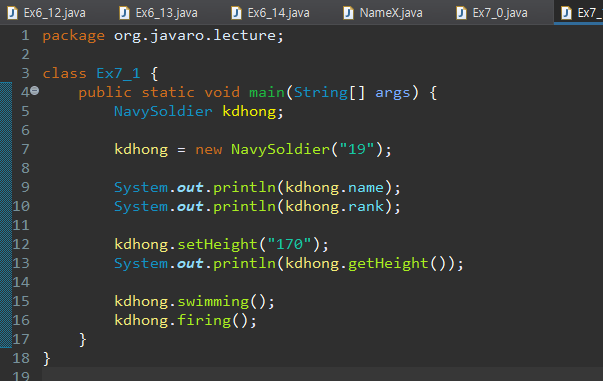 Ex6_12.java Ex6_13.java Ex6_14.java NameX.java Ex7_0.java Ex7_
1 package org.javaro.lecture;
2
3 class Ex7_1 {
4 public static void main(String[] args) {
5 NavySoldier kdhong;
6
7 kdhong = new NavySoldier("19");
8
9 System.out.println(kdhong.name);
10 System.out.println(kdhong.rank);
11
12 kdhong.setHeight("170");
13 System.out.println(kdhong.getHeight());
14
15 kdhong.swimming();
16 kdhong.firing();
17 }
18 }
19